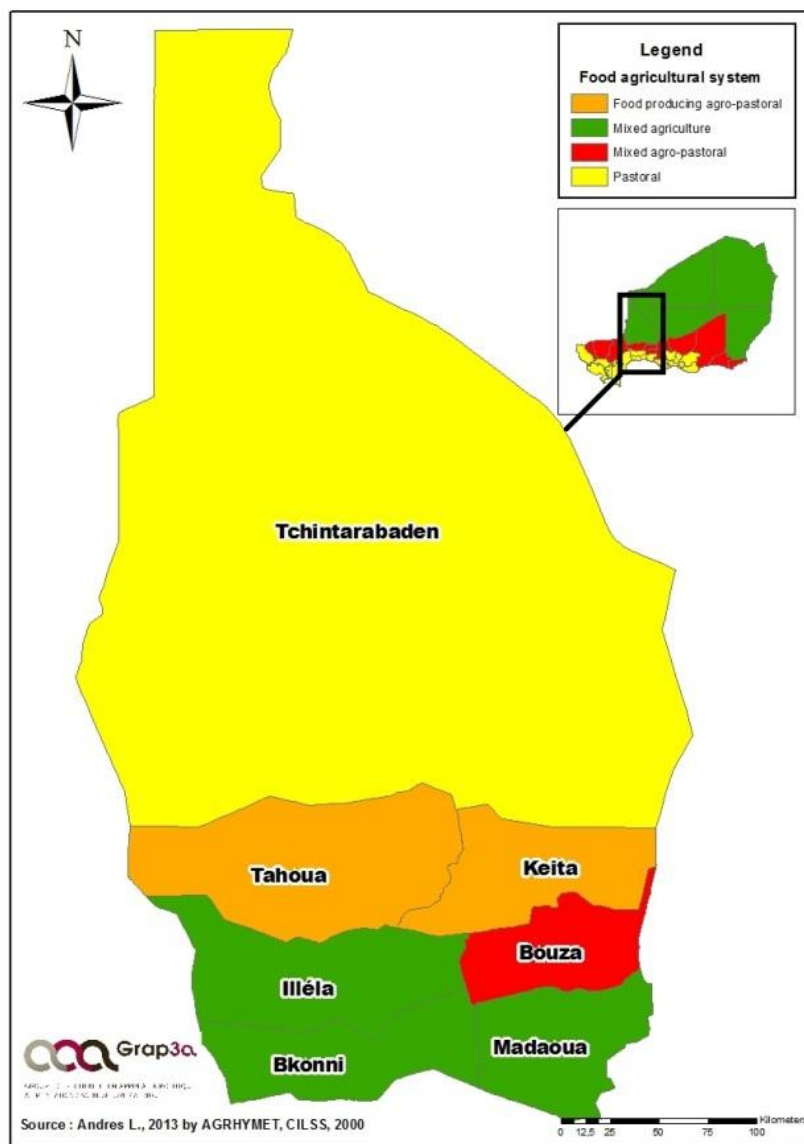 N
Legend
Food agricultural system
Food producing agro-pastoral
Mixed agriculture
Mixed agro-pastoral
Pastoral
Tchintarabaden
Tahoua
Keita
Bouza
Illéla
Madaoua
Bkonni
Grap3a
Source : Andres L., 2013 by AGRHYMET, CILSS, 2000
0 12,5 25 50 75 100
Kilometers